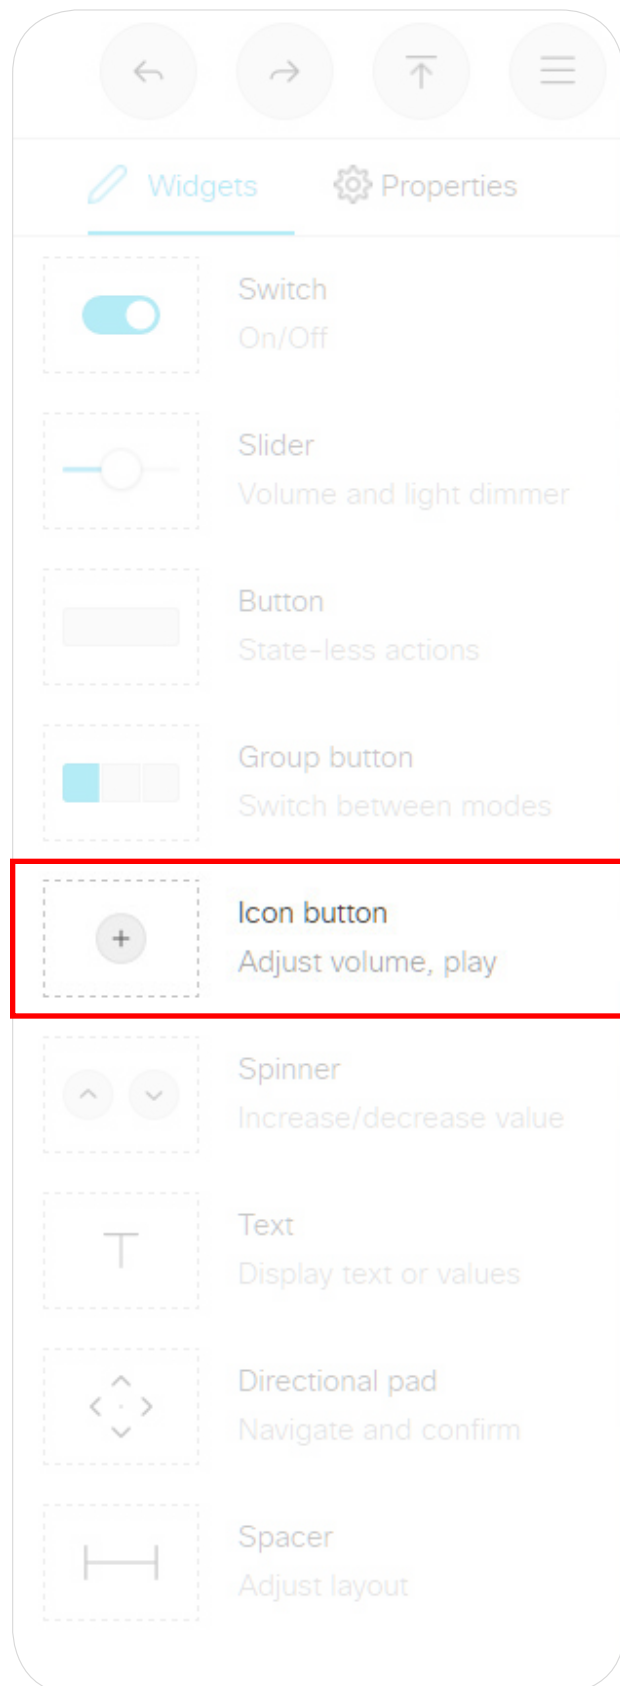 Widgets Properties
Switch
On/Off
Slider
Volume and light dimmer
Button
State-less actions
Group button
Switch between modes
Icon button
Adjust volume, play
Spinner
Increase/decrease value
Text
Display text or values
Directional pad
Navigate and confirm
Spacer
Adjust layout